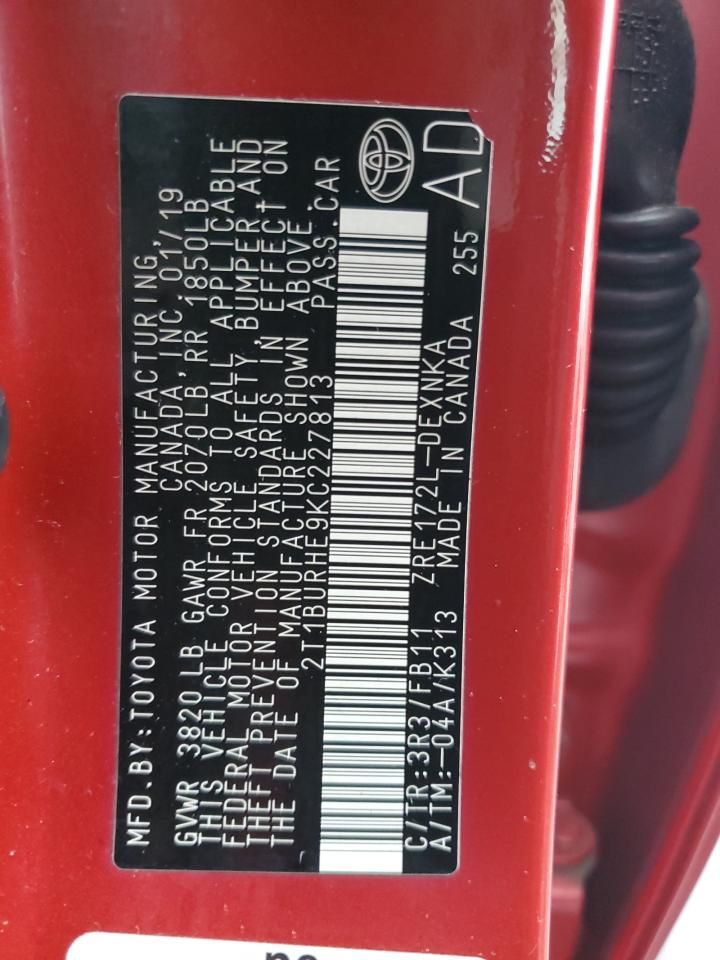 MFD.BY:TOYOTA MOTOR MANUFACTURING,
CANADA,INC. 01/19
GVWR 3820 LB GAWR FR 2070LB,RR 1850LB
THIS VEHICLE CONFORMS TO ALL APPLICABLE
FEDERAL MOTOR VEHICLE SAFETY, BUMPER,AND
THEFT PREVENTION STANDARDS IN EFFECT ON
THE DATE OF MANUFACTURE SHOWN ABOVE.
2T1BURHE9KC227813 PASS.CAR
C/TR:3R3/FB11 ZRE172L-DEXNKA
A/TM:-04A/K313 MADE IN CANADA 255
AD